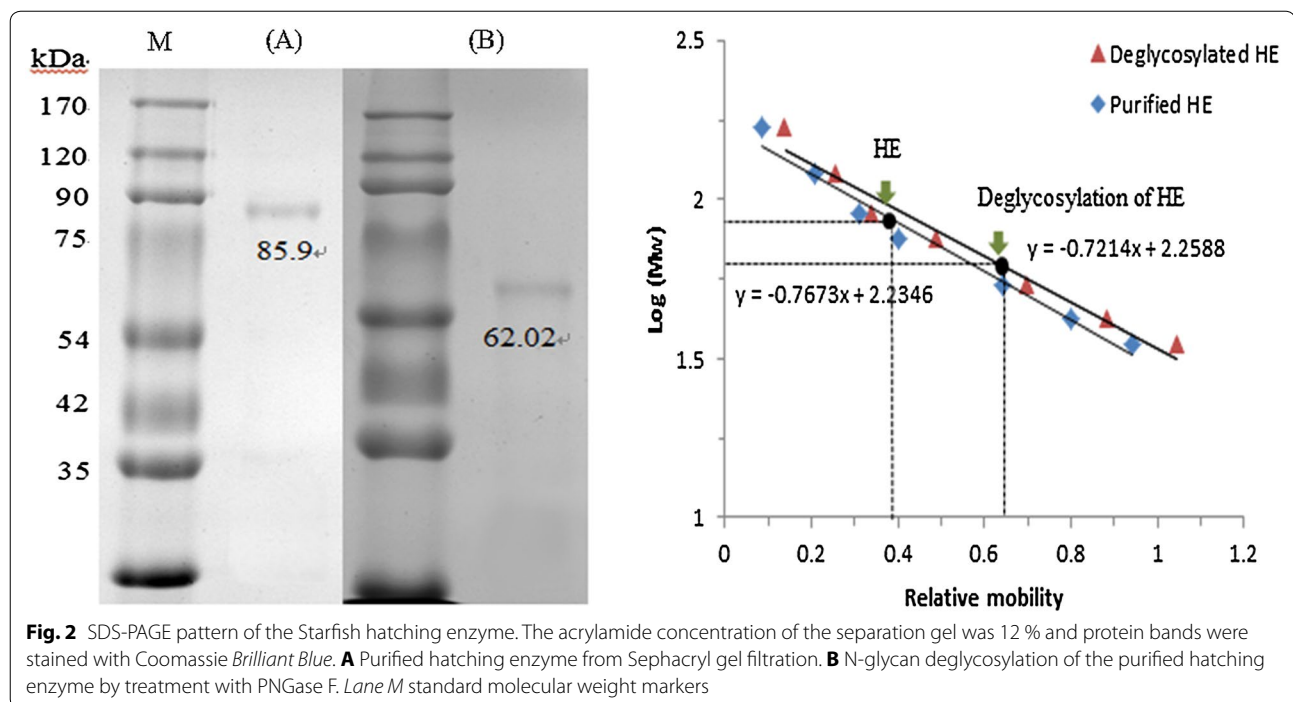 M (A) (B)
kDa.
170
120
90
75
54
42
35
85.9↵
62.02↵
2.5
2
1.5
1
Log (Mw)
0 0.2 0.4 0.6 0.8 1 1.2
Relative mobility
Deglycosylated HE
Purified HE
HE
Deglycosylation of HE
y = -0.7214x + 2.2588
y = -0.7673x + 2.2346
Fig. 2 SDS-PAGE pattern of the Starfish hatching enzyme. The acrylamide concentration of the separation gel was 12 % and protein bands were
stained with Coomassie Brilliant Blue. A Purified hatching enzyme from Sephacryl gel filtration. B N-glycan deglycosylation of the purified hatching
enzyme by treatment with PNGase F. Lane M standard molecular weight markers